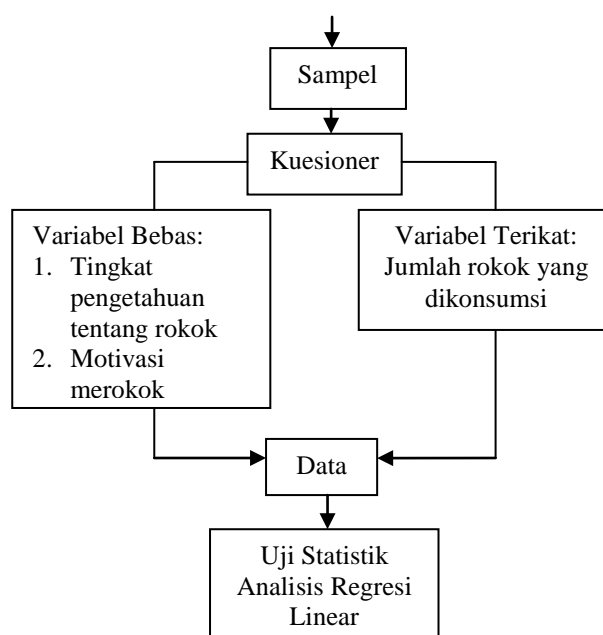 Sampel
Kuesioner
Variabel Bebas:
1. Tingkat
pengetahuan
tentang rokok
2. Motivasi
merokok
Variabel Terikat:
Jumlah rokok yang
dikonsumsi
Data
Uji Statistik
Analisis Regresi
Linear